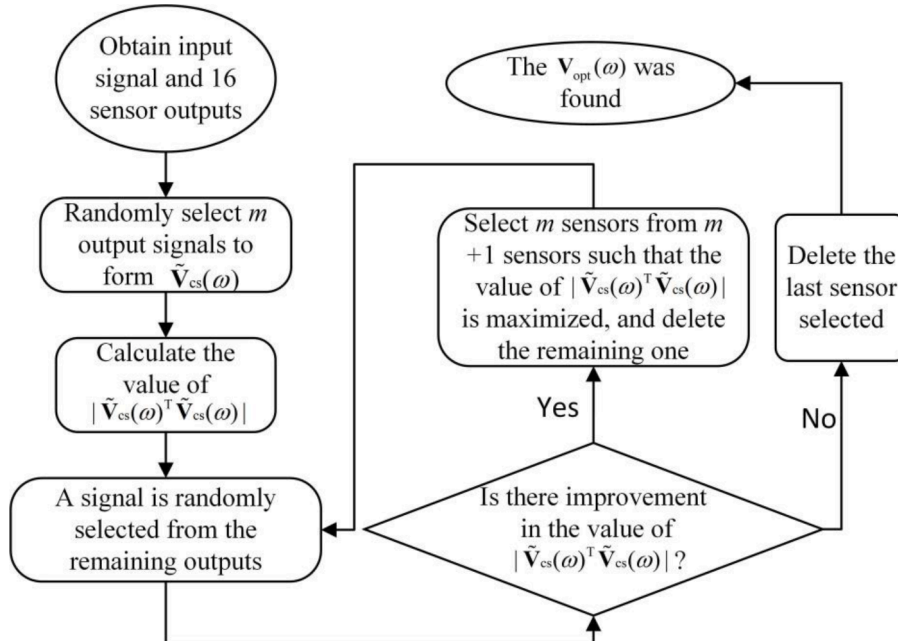 Obtain input
signal and 16
sensor outputs
Randomly select m
output signals to
form Ṽcs(ω)
Calculate the
value of
|Ṽcs(ω)ᵀ Ṽcs(ω)|
A signal is randomly
selected from the
remaining outputs
Is there improvement
in the value of
|Ṽcs(ω)ᵀ Ṽcs(ω)| ?
Yes
Select m sensors from m
+1 sensors such that the
value of |Ṽcs(ω)ᵀ Ṽcs(ω)|
is maximized, and delete
the remaining one
No
Delete the
last sensor
selected
The Vopt(ω) was
found